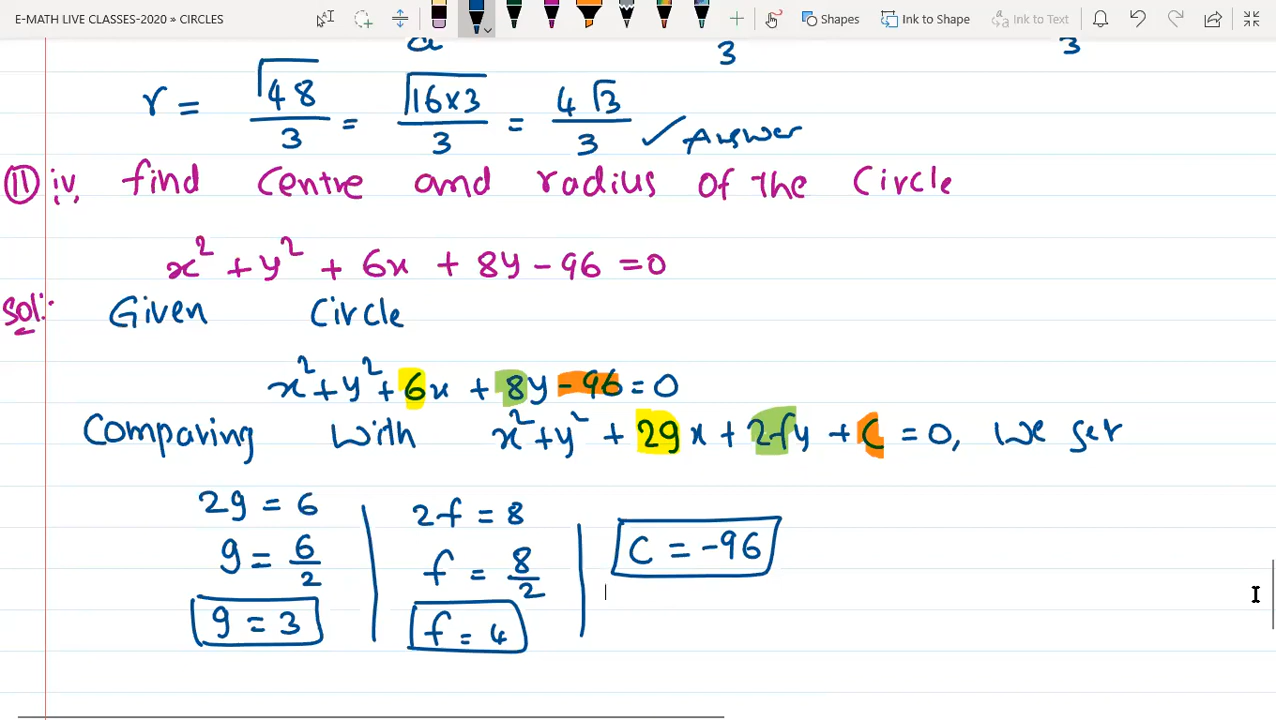 E-MATH LIVE CLASSES-2020 » CIRCLES
Shapes Ink to Shape Ink to Text
3 3
r = √48/3 = √16×3/3 = 4√3/3 ✓ Answer
⑪ iv. find Centre and radius of the Circle
x² + y² + 6x + 8y - 96 = 0
Sol: Given Circle
x² + y² + 6x + 8y - 96 = 0
Comparing with x² + y² + 2gx + 2fy + C = 0, We get
2g = 6 | 2f = 8 | C = -96
g = 6/2 | f = 8/2
g = 3 | f = 4